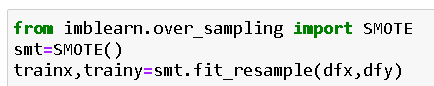 from imblearn.over_sampling import SMOTE
smt=SMOTE()
trainx,trainy=smt.fit_resample(dfx,dfy)